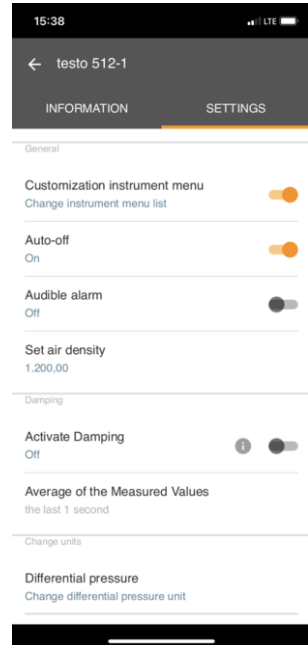 15:38
LTE
testo 512-1
INFORMATION SETTINGS
General
Customization instrument menu
Change instrument menu list
Auto-off
On
Audible alarm
Off
Set air density
1.200,00
Damping
Activate Damping
Off
Average of the Measured Values
the last 1 second
Change units
Differential pressure
Change differential pressure unit